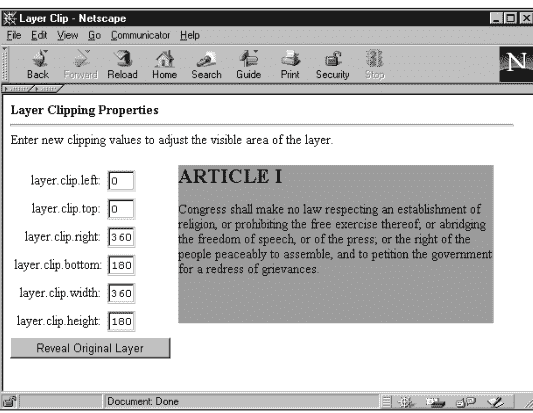 Layer Clip - Netscape
File Edit View Go Communicator Help
Back Forward Reload Home Search Guide Print Security Stop
N
Layer Clipping Properties
Enter new clipping values to adjust the visible area of the layer.
layer.clip.left: 0
layer.clip.top: 0
layer.clip.right: 360
layer.clip.bottom: 180
layer.clip.width: 360
layer.clip.height: 180
Reveal Original Layer
ARTICLE I
Congress shall make no law respecting an establishment of
religion, or prohibiting the free exercise thereof; or abridging
the freedom of speech, or of the press; or the right of the
people peaceably to assemble, and to petition the government
for a redress of grievances.
Document: Done